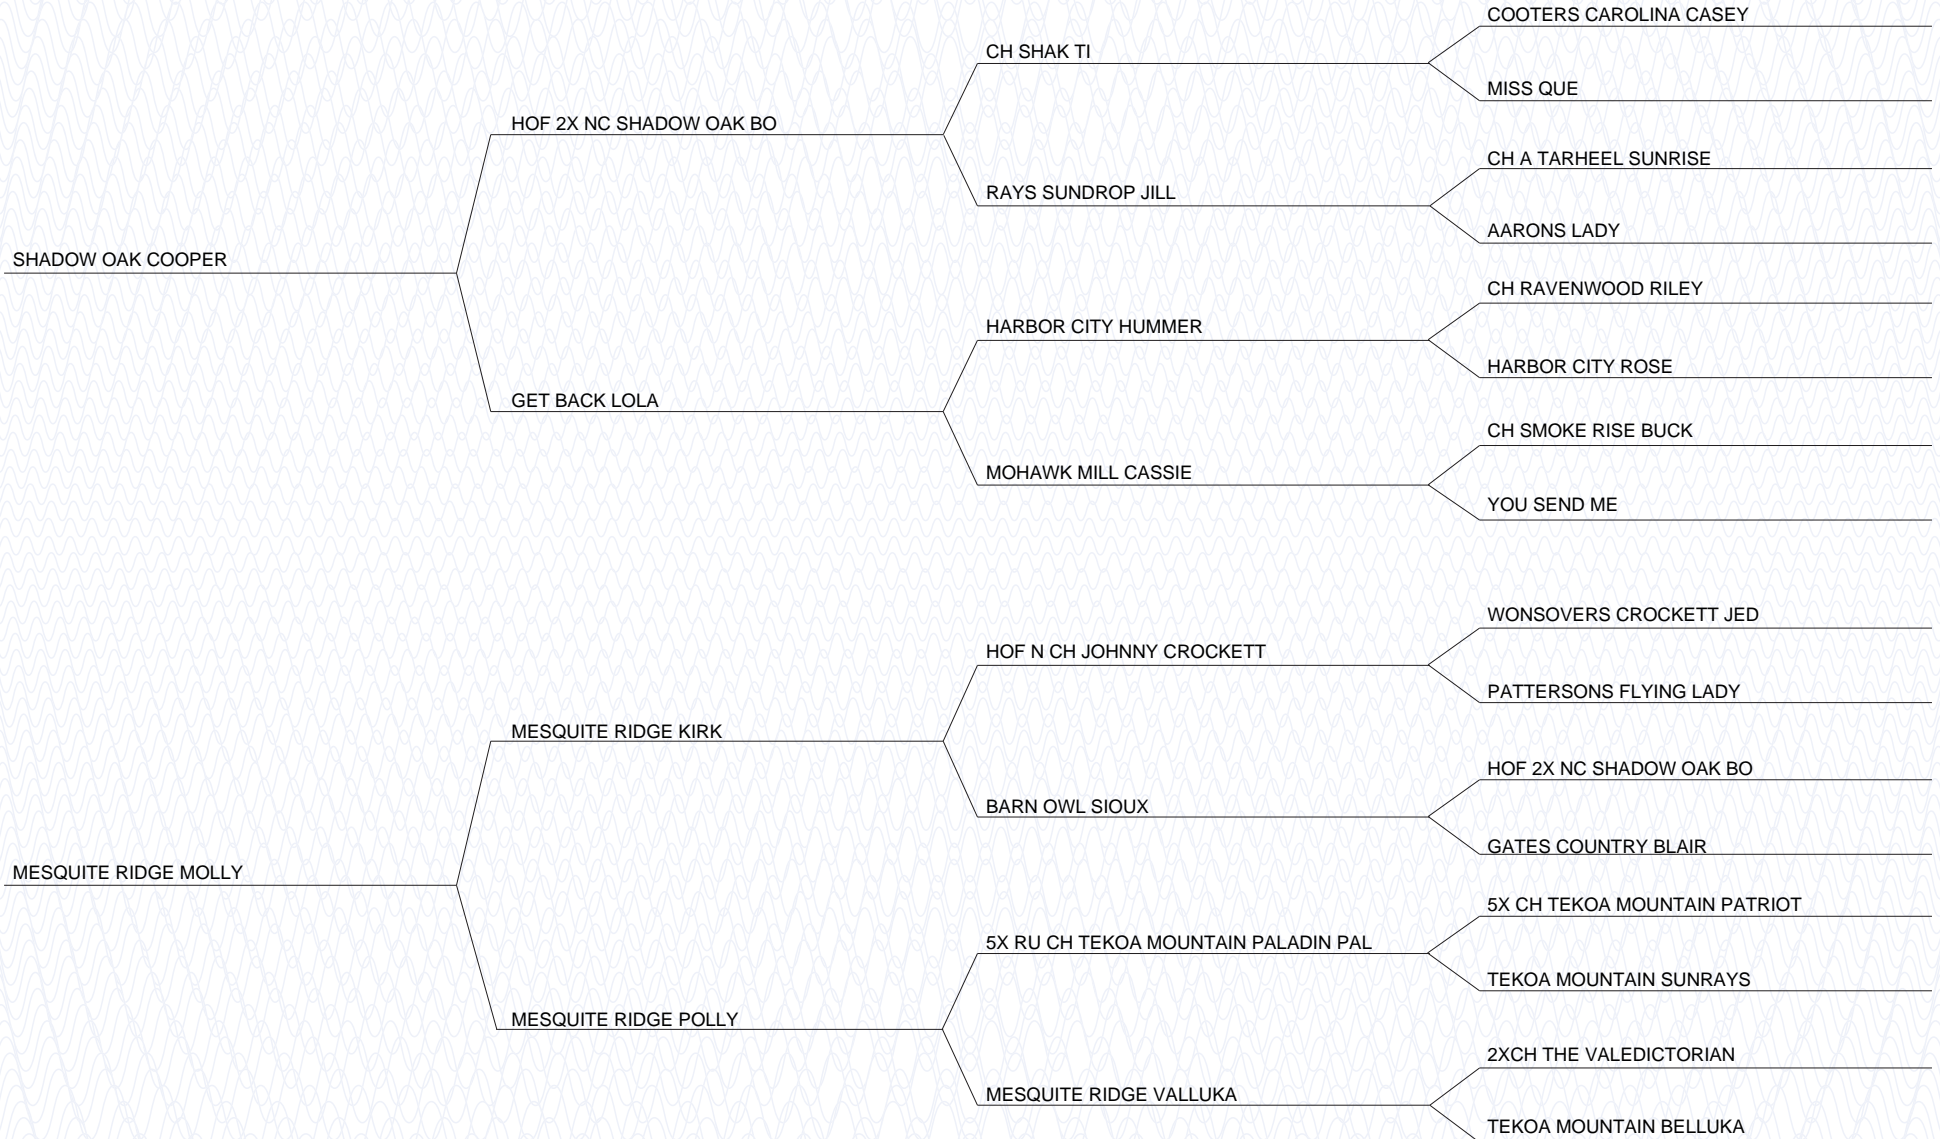 COOTERS CAROLINA CASEY
CH SHAK TI
MISS QUE
HOF 2X NC SHADOW OAK BO
CH A TARHEEL SUNRISE
RAYS SUNDROP JILL
AARONS LADY
SHADOW OAK COOPER
CH RAVENWOOD RILEY
HARBOR CITY HUMMER
HARBOR CITY ROSE
GET BACK LOLA
CH SMOKE RISE BUCK
MOHAWK MILL CASSIE
YOU SEND ME
WONSOVERS CROCKETT JED
HOF N CH JOHNNY CROCKETT
PATTERSONS FLYING LADY
MESQUITE RIDGE KIRK
HOF 2X NC SHADOW OAK BO
BARN OWL SIOUX
GATES COUNTRY BLAIR
MESQUITE RIDGE MOLLY
5X CH TEKOA MOUNTAIN PATRIOT
5X RU CH TEKOA MOUNTAIN PALADIN PAL
TEKOA MOUNTAIN SUNRAYS
MESQUITE RIDGE POLLY
2XCH THE VALEDICTORIAN
MESQUITE RIDGE VALLUKA
TEKOA MOUNTAIN BELLUKA